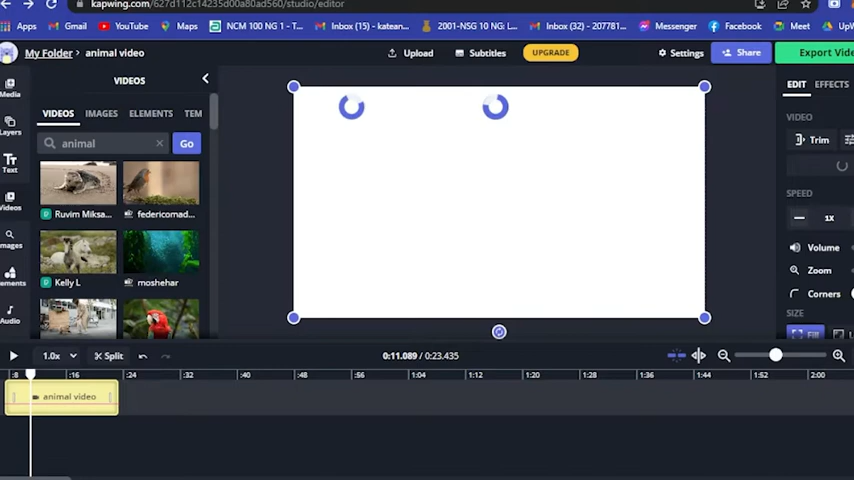 kapwing.com/627d112c14235d00a80ad560/studio/editor
Apps Gmail YouTube Maps NCM 100 NG 1 - T... Inbox (15) - katean... 2001-NSG 10 NG: L... Inbox (32) - 207781... Messenger Facebook Meet UpW
My Folder > animal video Upload Subtitles UPGRADE Settings Share Export Vide
VIDEOS
EDIT EFFECTS
Media
VIDEOS IMAGES ELEMENTS TEM
VIDEO
Layers
animal Go
Trim
Text
SPEED
Videos
Ruvim Miksa... federicomad...
1X
Images
Volume
Zoom
Elements
Kelly L moshehar
Corners
Audio
SIZE
Fill
1.0x Split 0:11.089 / 0:23.435
:8 :16 :24 :32 :40 :48 :56 1:04 1:12 1:20 1:28 1:36 1:44 1:52 2:00
animal video